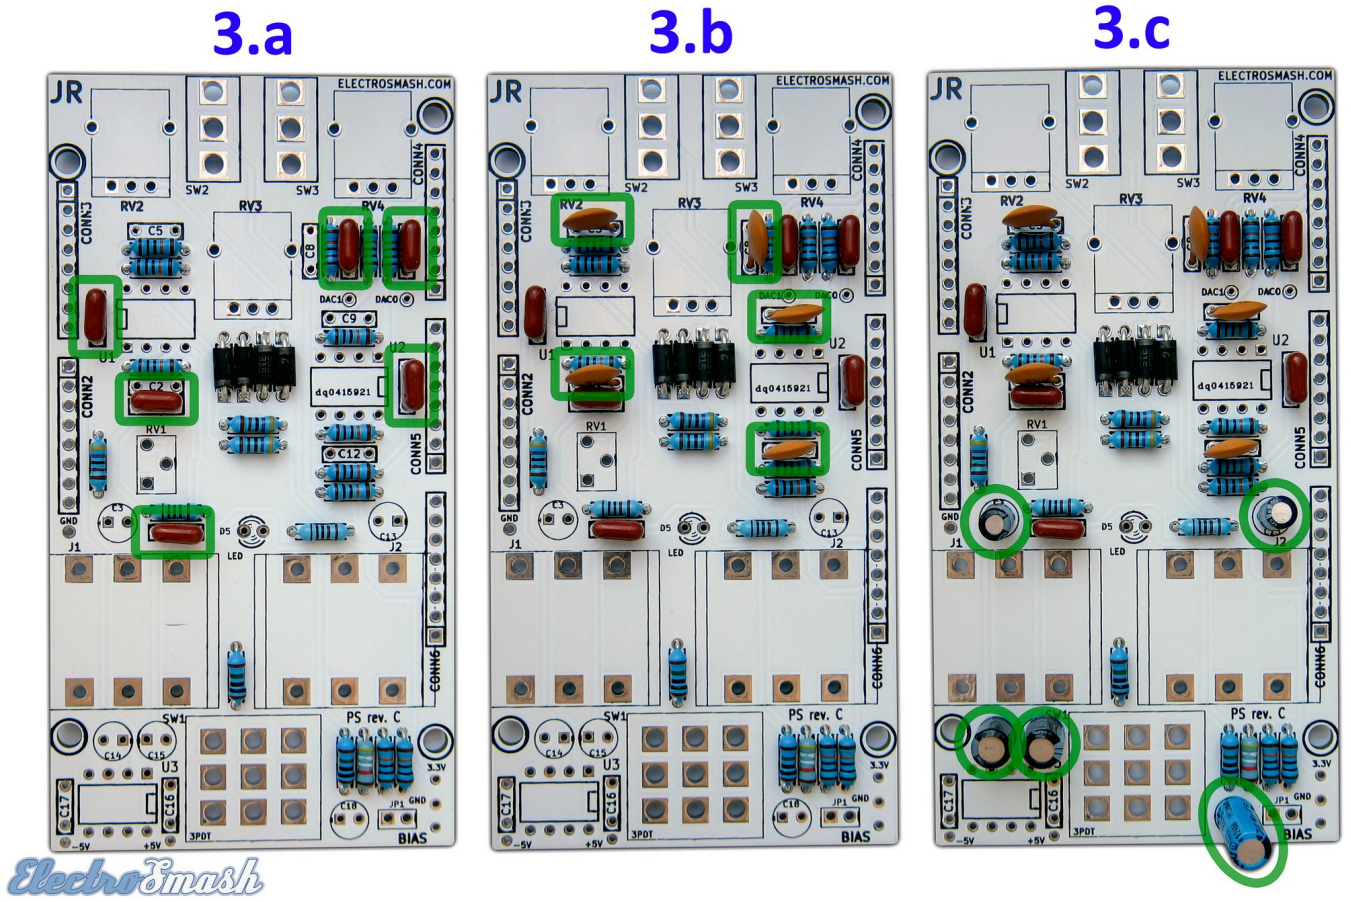 3.a
3.b
3.c
JR
ELECTROSMASH.COM
SW2
SW3
CONN4
CONN3
RV2
RV3
RV4
C5
C8
DAC1
DAC0
C9
U1
U2
CONN2
C2
dq0415921
RV1
C12
CONN5
GND
C3
D5
LED
C13
J1
J2
CONN6
SW1
PS rev. C
C14
C15
U3
3.3V
C17
C16
C18
JP1
GND
3PDT
BIAS
-5V
+5V
JR
ELECTROSMASH.COM
SW2
SW3
CONN4
CONN3
RV2
RV3
RV4
DAC1
DAC0
U1
U2
CONN2
dq0415921
RV1
CONN5
GND
C3
D5
LED
C13
J1
J2
CONN6
SW1
PS rev. C
C14
C15
U3
3.3V
C17
C16
C18
JP1
GND
3PDT
BIAS
-5V
+5V
JR
ELECTROSMASH.COM
SW2
SW3
CONN4
CONN3
RV2
RV3
RV4
DAC1
DAC0
U1
U2
CONN2
dq0415921
RV1
CONN5
GND
D5
LED
J1
J2
CONN6
SW1
PS rev. C
3.3V
C17
C16
JP1
GND
3PDT
BIAS
-5V
+5V
ElectroSmash